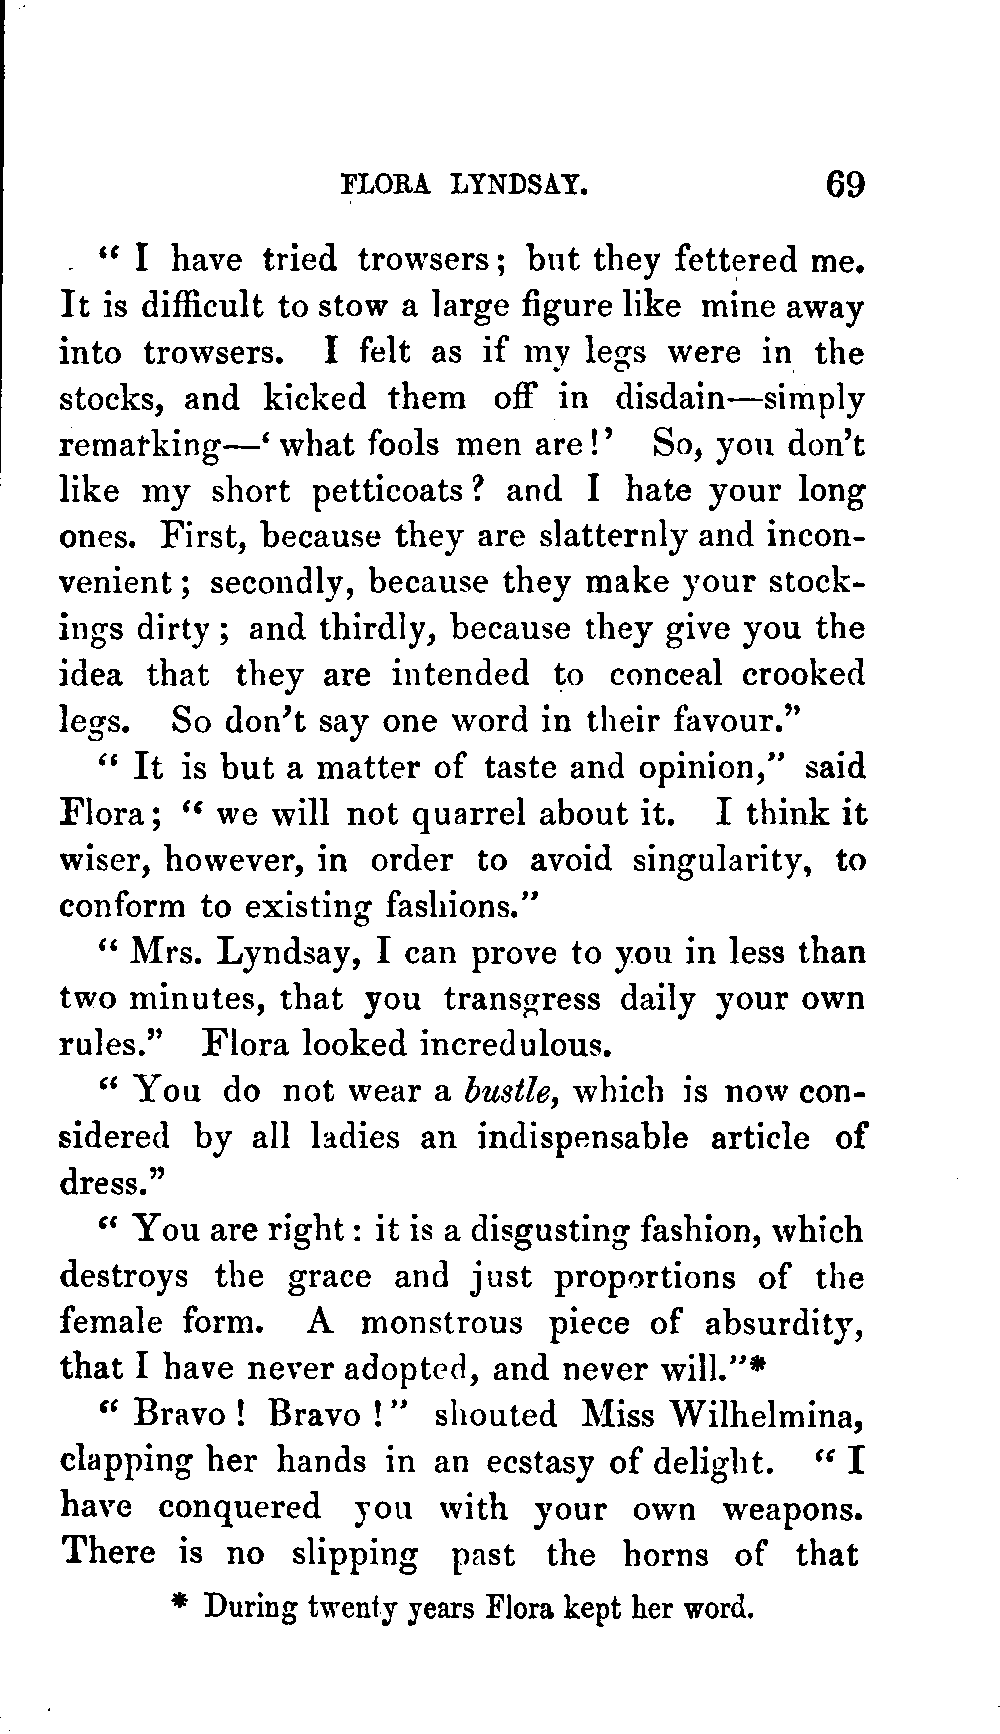 FLORA LYNDSAY. 69
“ I have tried trowsers; but they fettered me.
It is difficult to stow a large figure like mine away
into trowsers. I felt as if my legs were in the
stocks, and kicked them off in disdain—simply
remarking—‘ what fools men are!’ So, you don’t
like my short petticoats? and I hate your long
ones. First, because they are slatternly and incon-
venient; secondly, because they make your stock-
ings dirty; and thirdly, because they give you the
idea that they are intended to conceal crooked
legs. So don’t say one word in their favour.”
“ It is but a matter of taste and opinion,” said
Flora; “ we will not quarrel about it. I think it
wiser, however, in order to avoid singularity, to
conform to existing fashions.”
“ Mrs. Lyndsay, I can prove to you in less than
two minutes, that you transgress daily your own
rules.” Flora looked incredulous.
“ You do not wear a bustle, which is now con-
sidered by all ladies an indispensable article of
dress.”
“ You are right: it is a disgusting fashion, which
destroys the grace and just proportions of the
female form. A monstrous piece of absurdity,
that I have never adopted, and never will.”*
“ Bravo! Bravo!” shouted Miss Wilhelmina,
clapping her hands in an ecstasy of delight. “ I
have conquered you with your own weapons.
There is no slipping past the horns of that
* During twenty years Flora kept her word.